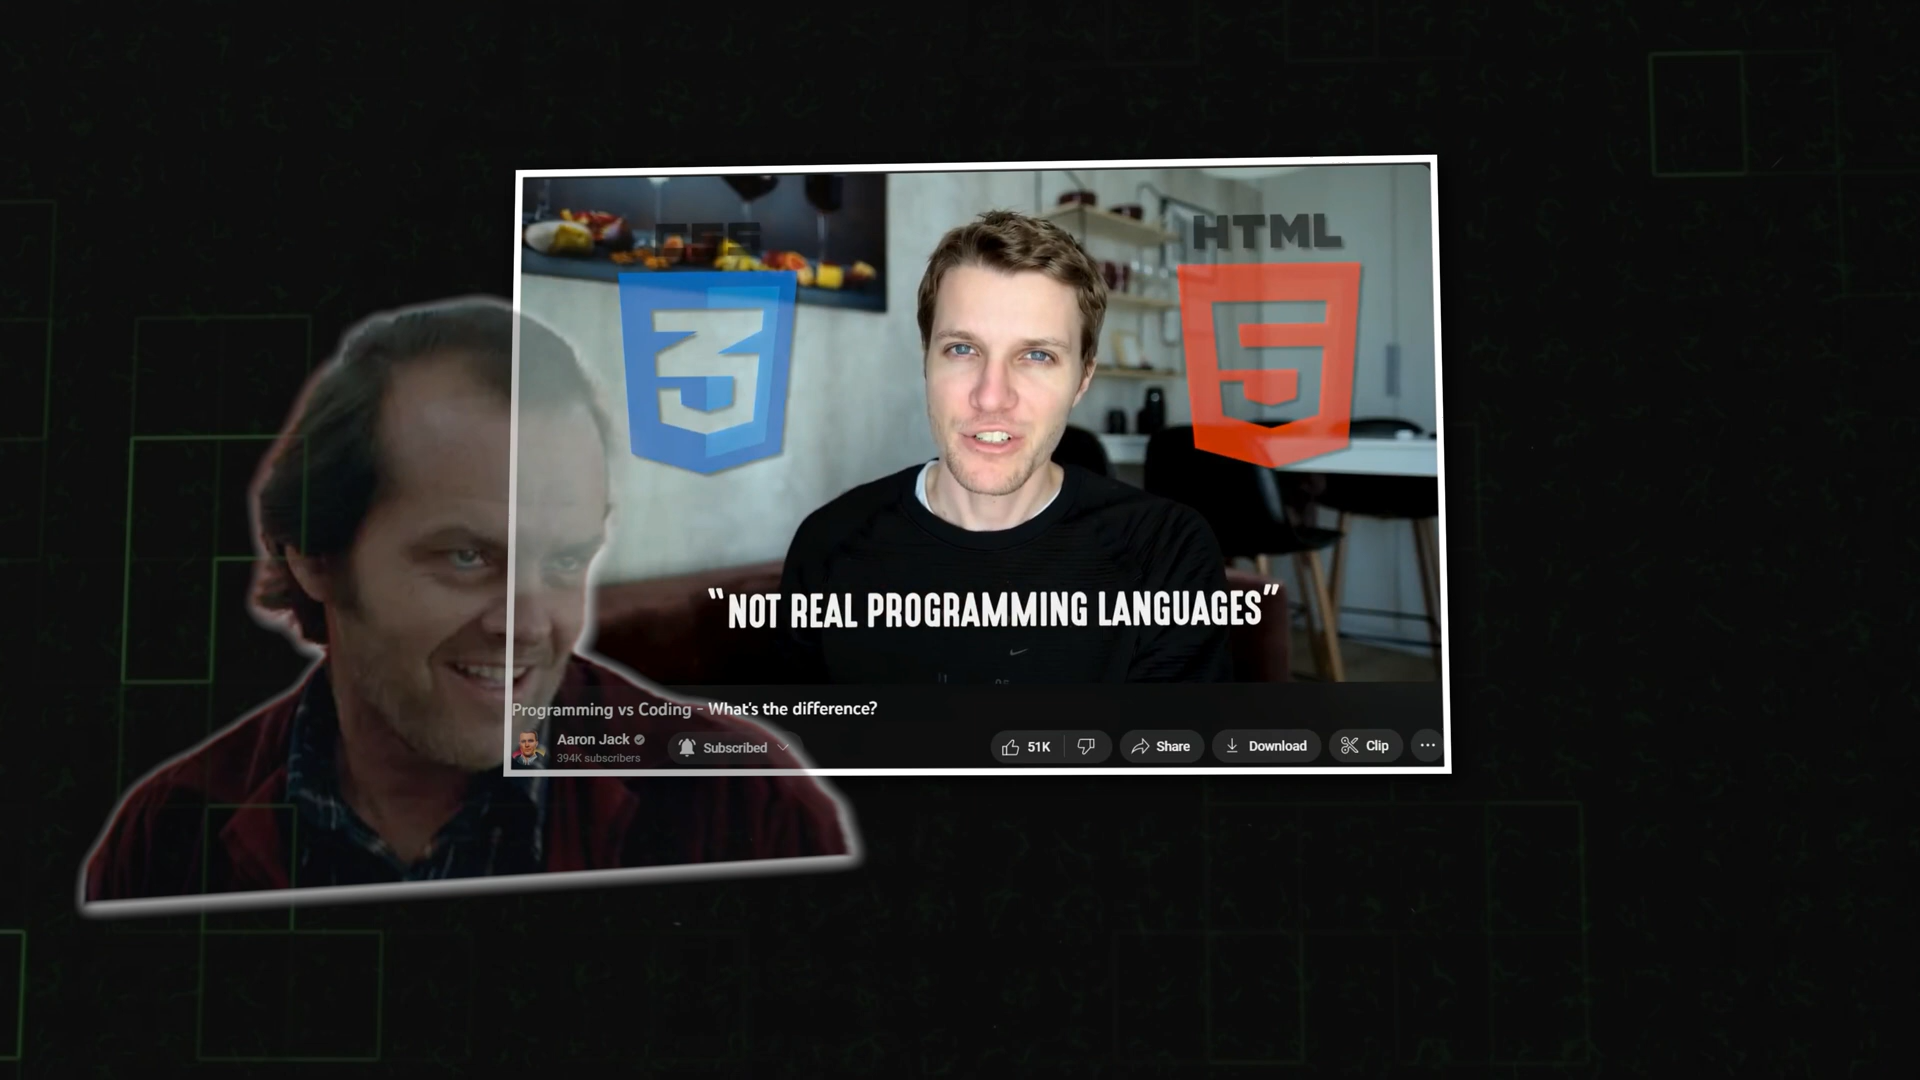 CSS
HTML
"NOT REAL PROGRAMMING LANGUAGES"
Programming vs Coding - What's the difference?
Aaron Jack
394K subscribers
Subscribed
51K
Share
Download
Clip